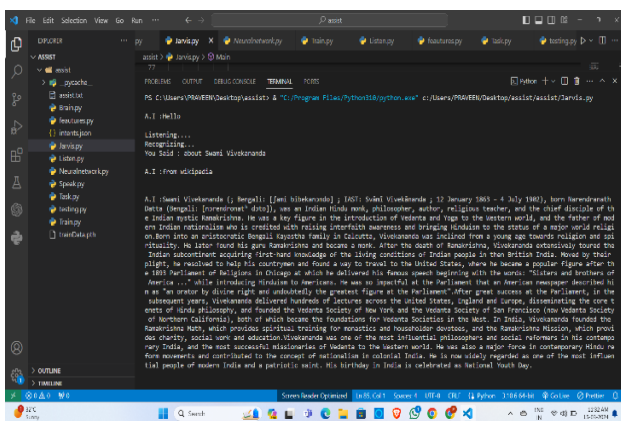 File Edit Selection View Go Run ... assist
EXPLORER ... py Jarvis.py Neuralnetwork.py Train.py Listen.py feautures.py Task.py testing.py
ASSIST
assist > Jarvis.py > Main
77
assist
__pycache__
assist.txt
Brain.py
feautures.py
intents.json
Jarvis.py
Listen.py
Neuralnetwork.py
Speak.py
Task.py
testing.py
Train.py
trainData.pth
OUTLINE
TIMELINE
PROBLEMS OUTPUT DEBUG CONSOLE TERMINAL PORTS Python
PS C:\Users\PRAVEEN\Desktop\assist> & "C:/Program Files/Python310/python.exe" c:/Users/PRAVEEN/Desktop/assist/assist/Jarvis.py
A.I :Hello
Listening....
Recognizing...
You Said : about Swami Vivekananda
A.I :from wikipedia
A.I :Swami Vivekananda (; Bengali: ; IAST: Svāmī Vivekānanda ; 12 January 1863 – 4 July 1902), born Narendranath
Datta (Bengali: ), was an Indian Hindu monk, philosopher, author, religious teacher, and the chief disciple of th
e Indian mystic Ramakrishna. He was a key figure in the introduction of Vedanta and Yoga to the Western world, and the father of mod
ern Indian nationalism who is credited with raising interfaith awareness and bringing Hinduism to the status of a major world religi
on.Born into an aristocratic Bengali Kayastha family in Calcutta, Vivekananda was inclined from a young age towards religion and spi
rituality. He later found his guru Ramakrishna and became a monk. After the death of Ramakrishna, Vivekananda extensively toured the
Indian subcontinent acquiring first-hand knowledge of the living conditions of Indian people in then British India. Moved by their
plight, he resolved to help his countrymen and found a way to travel to the United States, where he became a popular figure after th
e 1893 Parliament of Religions in Chicago at which he delivered his famous speech beginning with the words: "Sisters and brothers of
America ..." while introducing Hinduism to Americans. He was so impactful at the Parliament that an American newspaper described hi
m as "an orator by divine right and undoubtedly the greatest figure at the Parliament".After great success at the Parliament, in the
subsequent years, Vivekananda delivered hundreds of lectures across the United States, England and Europe, disseminating the core t
enets of Hindu philosophy, and founded the Vedanta Society of New York and the Vedanta Society of San Francisco (now Vedanta Society
of Northern California), both of which became the foundations for Vedanta Societies in the West. In India, Vivekananda founded the
Ramakrishna Math, which provides spiritual training for monastics and householder devotees, and the Ramakrishna Mission, which provi
des charity, social work and education.Vivekananda was one of the most influential philosophers and social reformers in his contempo
rary India, and the most successful missionaries of Vedanta to the Western world. He was also a major force in contemporary Hindu re
form movements and contributed to the concept of nationalism in colonial India. He is now widely regarded as one of the most influen
tial people of modern India and a patriotic saint. His birthday in India is celebrated as National Youth Day.
0 0 0 Screen Reader Optimized Ln 85, Col 1 Spaces: 4 UTF-8 CRLF Python 3.10.6 64-bit Go Live Prettier
32°C
Sunny
Search
ENG
IN